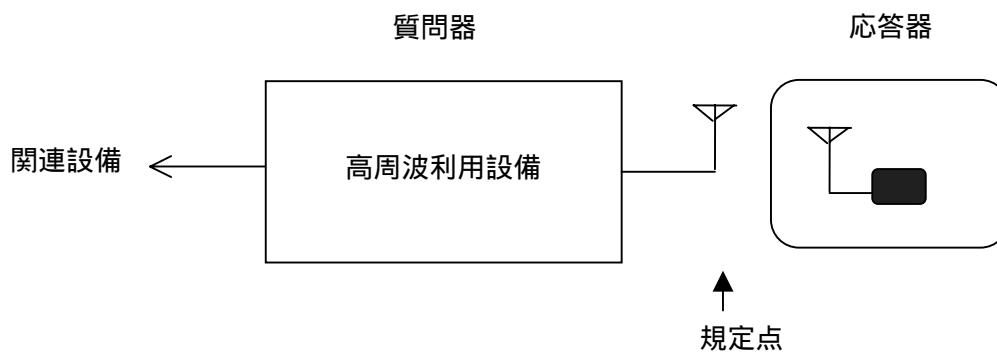 質問器
応答器
関連設備
高周波利用設備
規定点